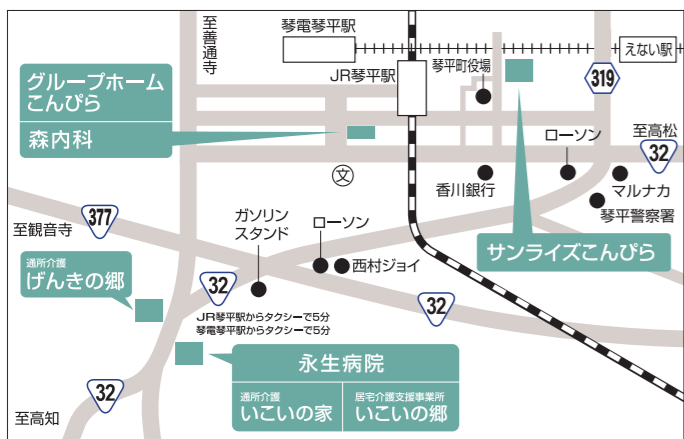 至善通寺
琴電琴平駅
えない駅
グループホーム
こんぴら
森内科
JR琴平駅
琴平町役場
319
ローソン
至高松
32
文
香川銀行
マルナカ
琴平警察署
377
至観音寺
ガソリン
スタンド
ローソン
西村ジョイ
サンライズこんぴら
通所介護
げんきの郷
32
JR琴平駅からタクシーで5分
琴電琴平駅からタクシーで5分
32
永生病院
通所介護
いこいの家
居宅介護支援事業所
いこいの郷
32
至高知